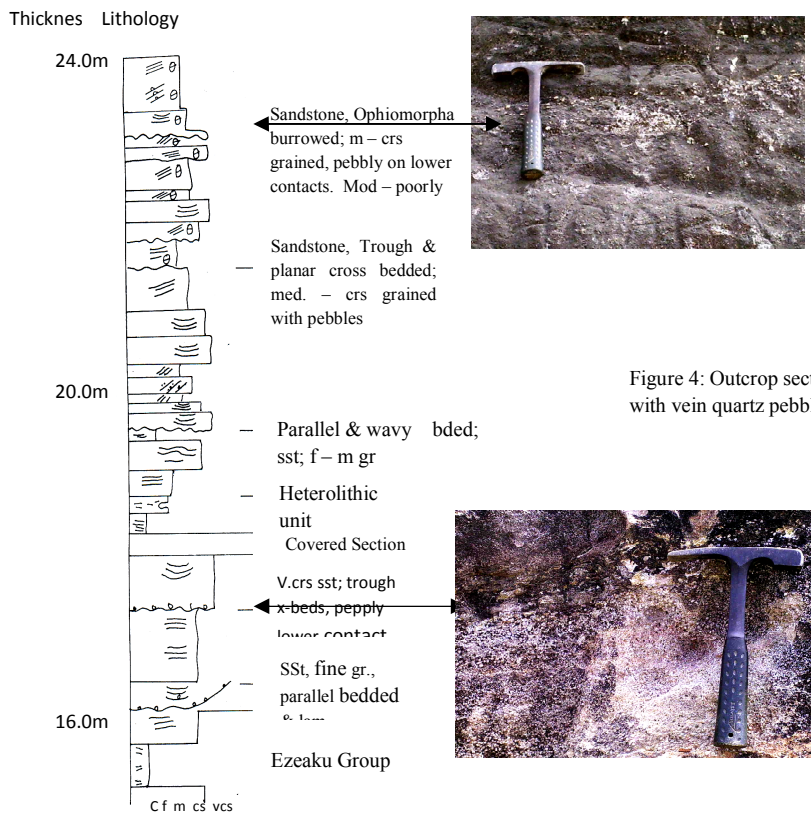 Thicknes Lithology
24.0m
Sandstone, Ophiomorpha
burrowed; m – crs
grained, pebbly on lower
contacts. Mod – poorly
Sandstone, Trough &
planar cross bedded;
med. – crs grained
with pebbles
Figure 4: Outcrop sec
with vein quartz pebb
20.0m
Parallel & wavy bded;
sst; f – m gr
Heterolithic
unit
Covered Section
V.crs sst; trough
x-beds, pepply
lower contact
SSt, fine gr.,
parallel bedded
& lam
16.0m
Ezeaku Group
C f m cs vcs